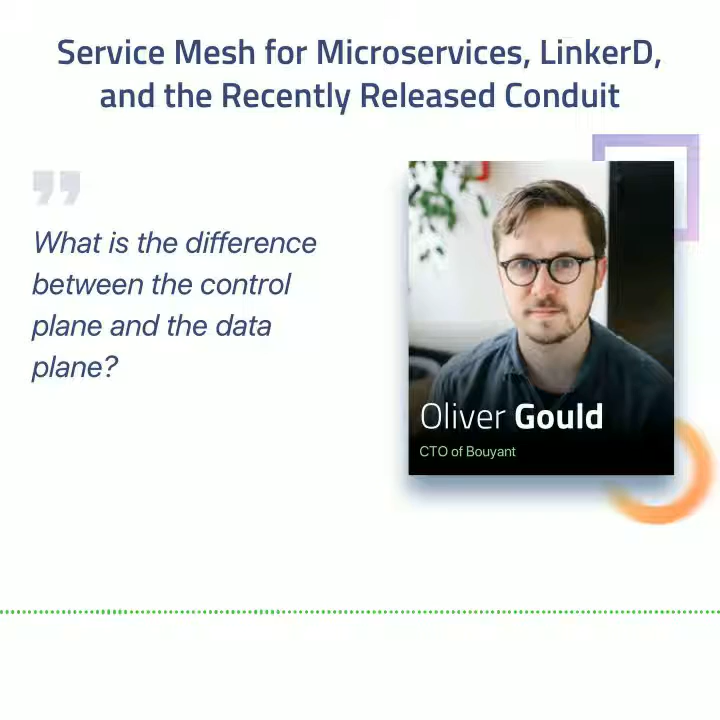 Service Mesh for Microservices, LinkerD,
and the Recently Released Conduit
What is the difference
between the control
plane and the data
plane?
Oliver Gould
CTO of Bouyant